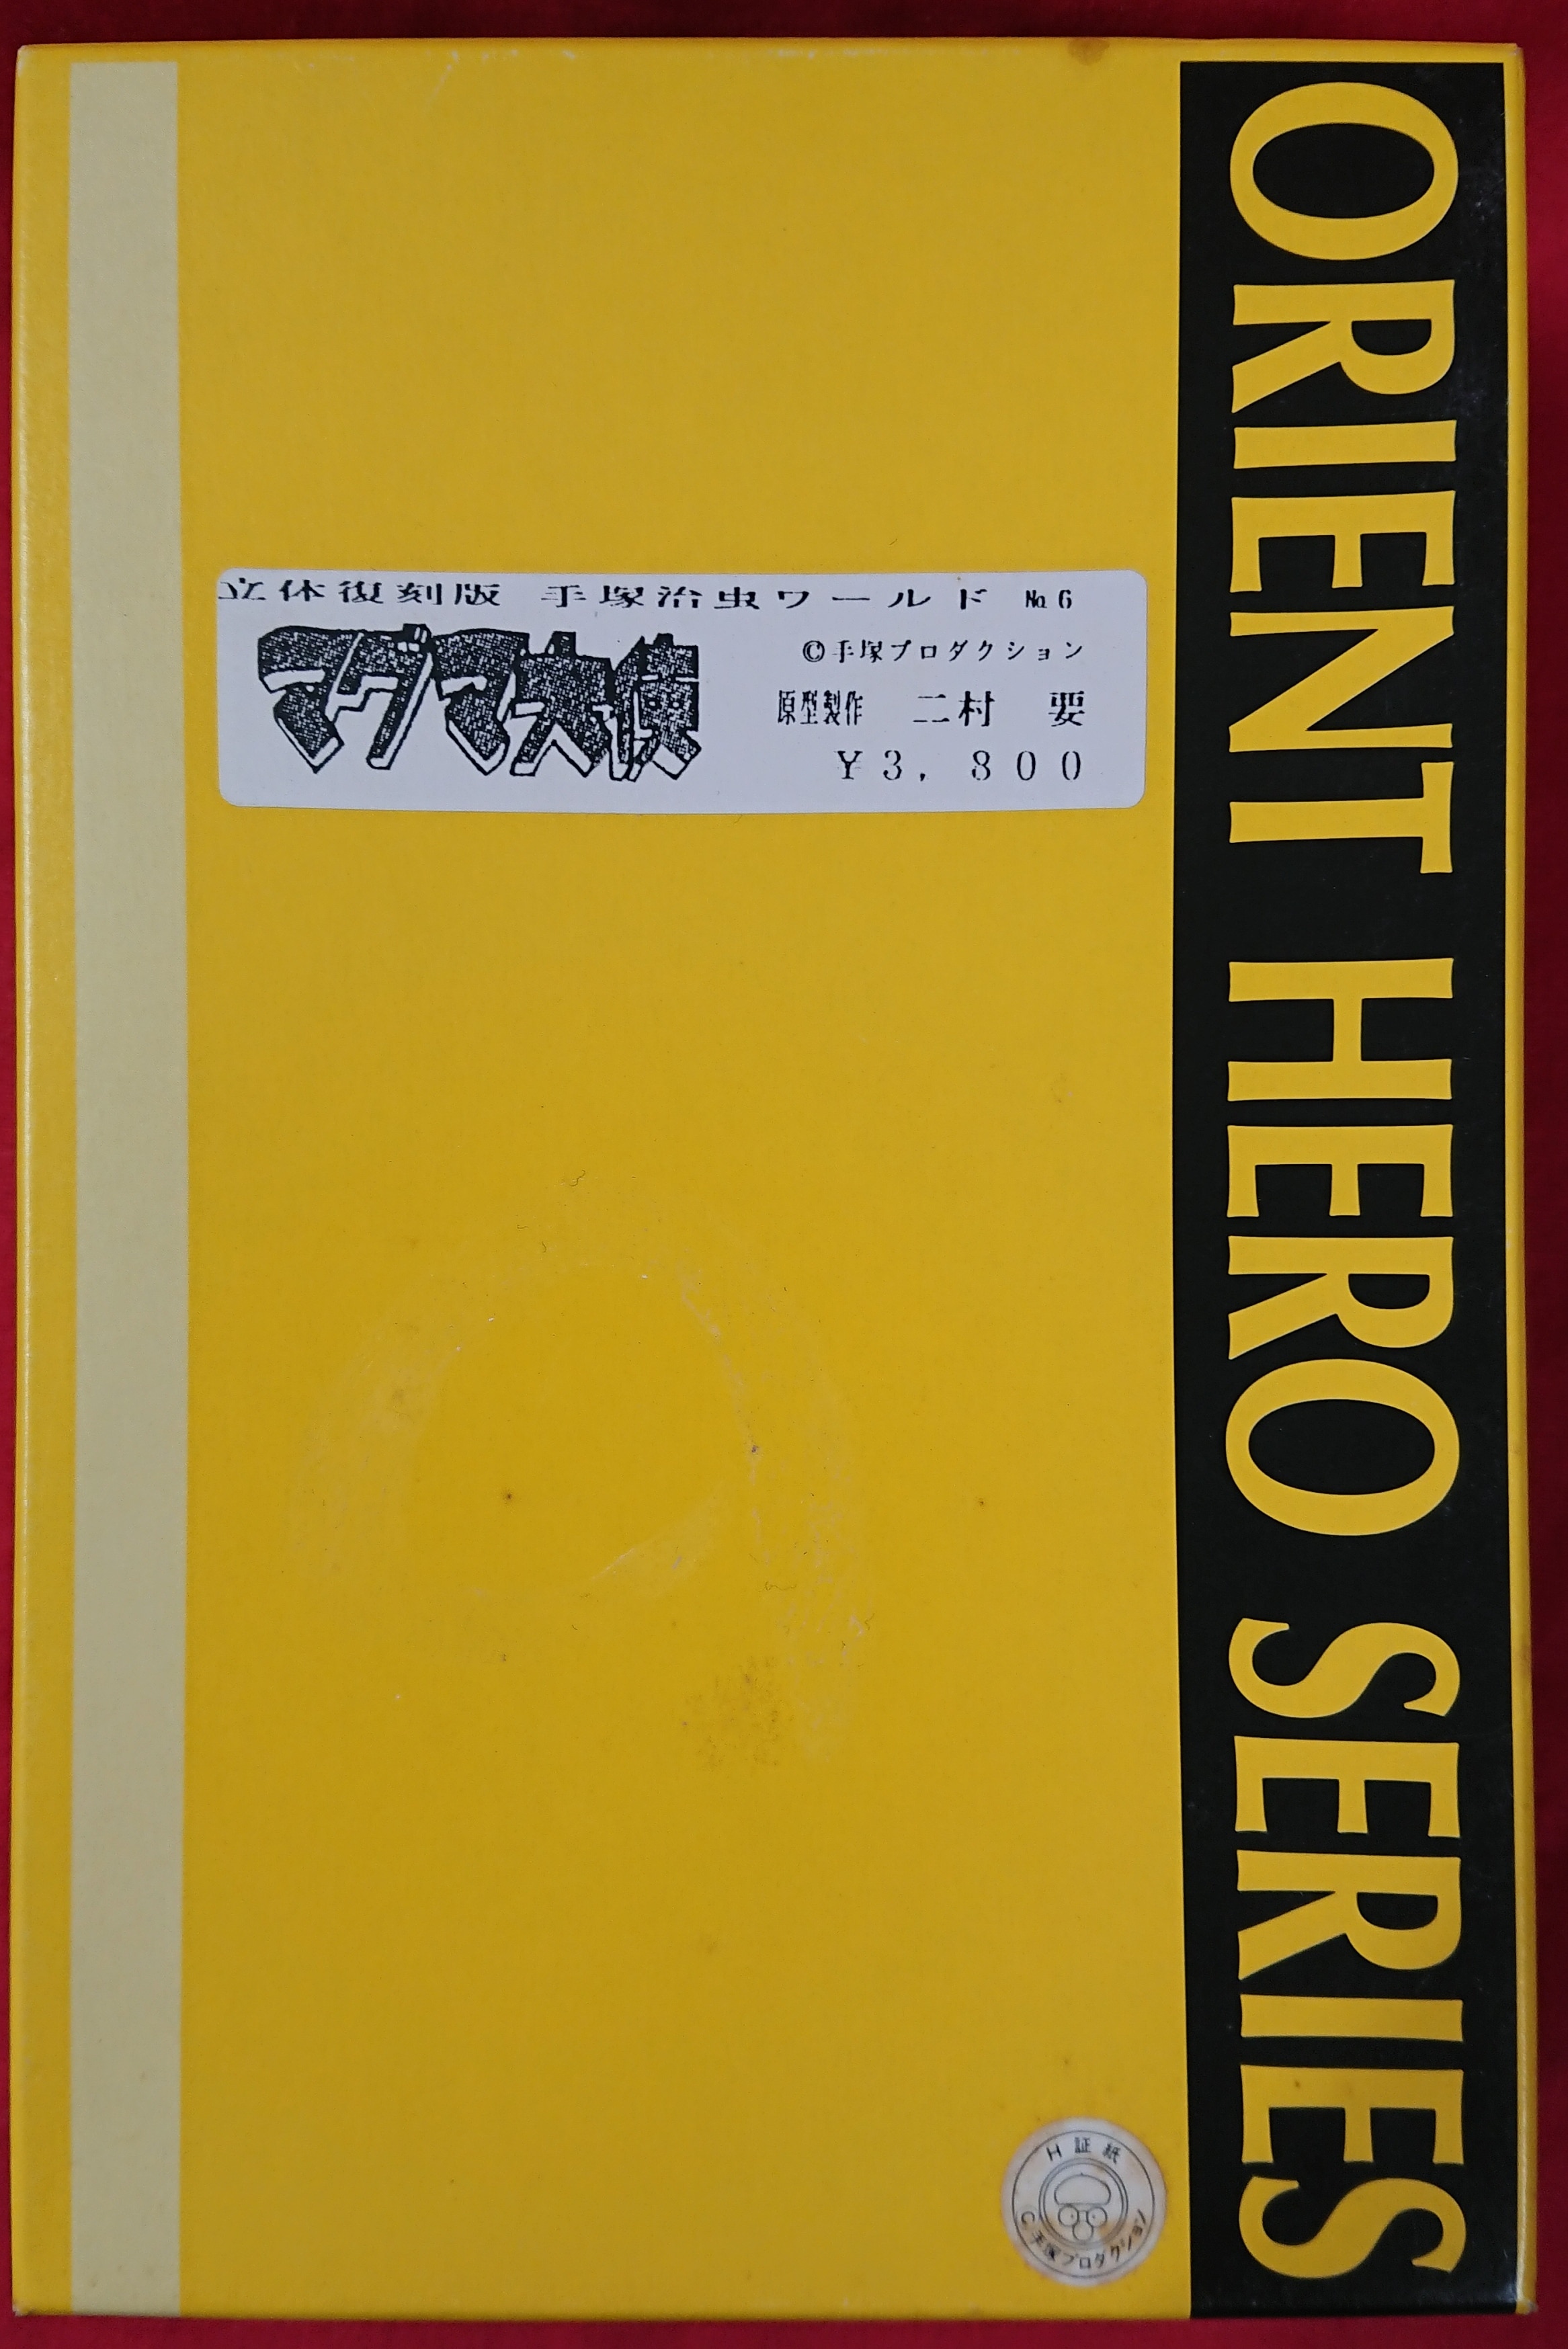 立体復刻版 手塚治虫ワールド №6
マグマ大使
©手塚プロダクション
原型製作 二村 要
¥3,800
ORIENT HERO SERIES
H証紙
C.手塚プロダクション